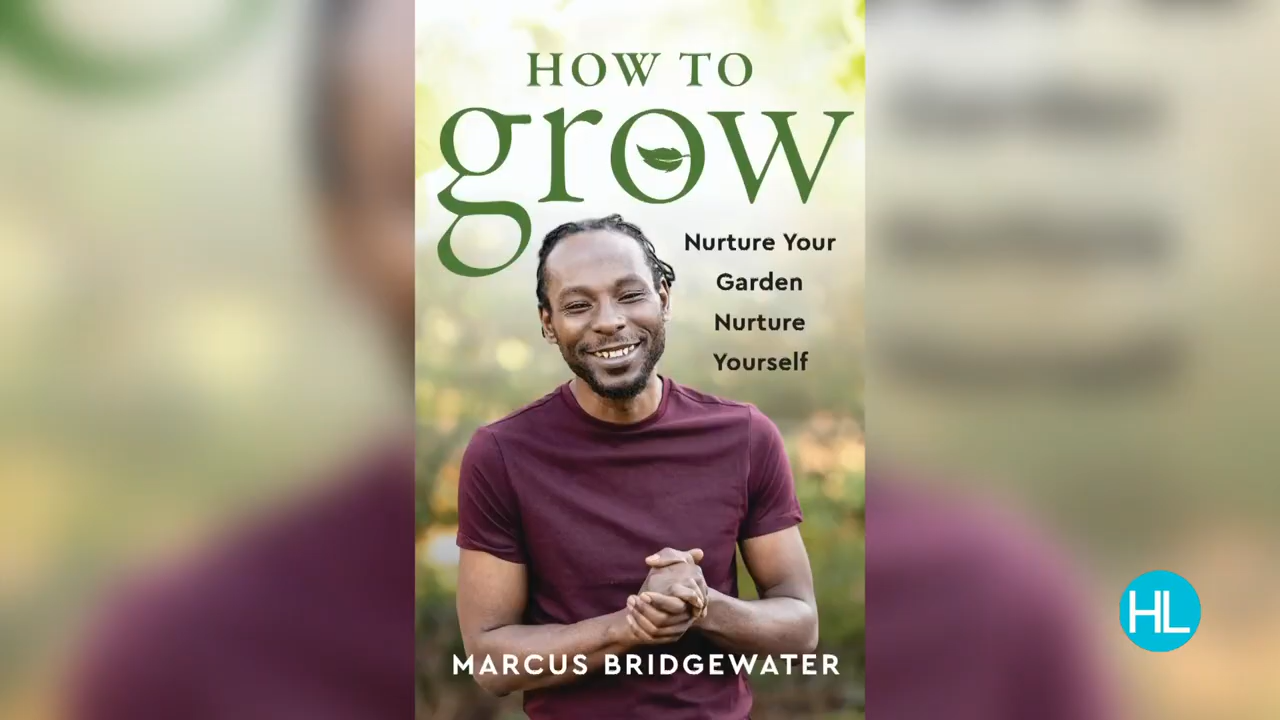 HOW TO
grow
Nurture Your
Garden
Nurture
Yourself
MARCUS BRIDGEWATER
HL